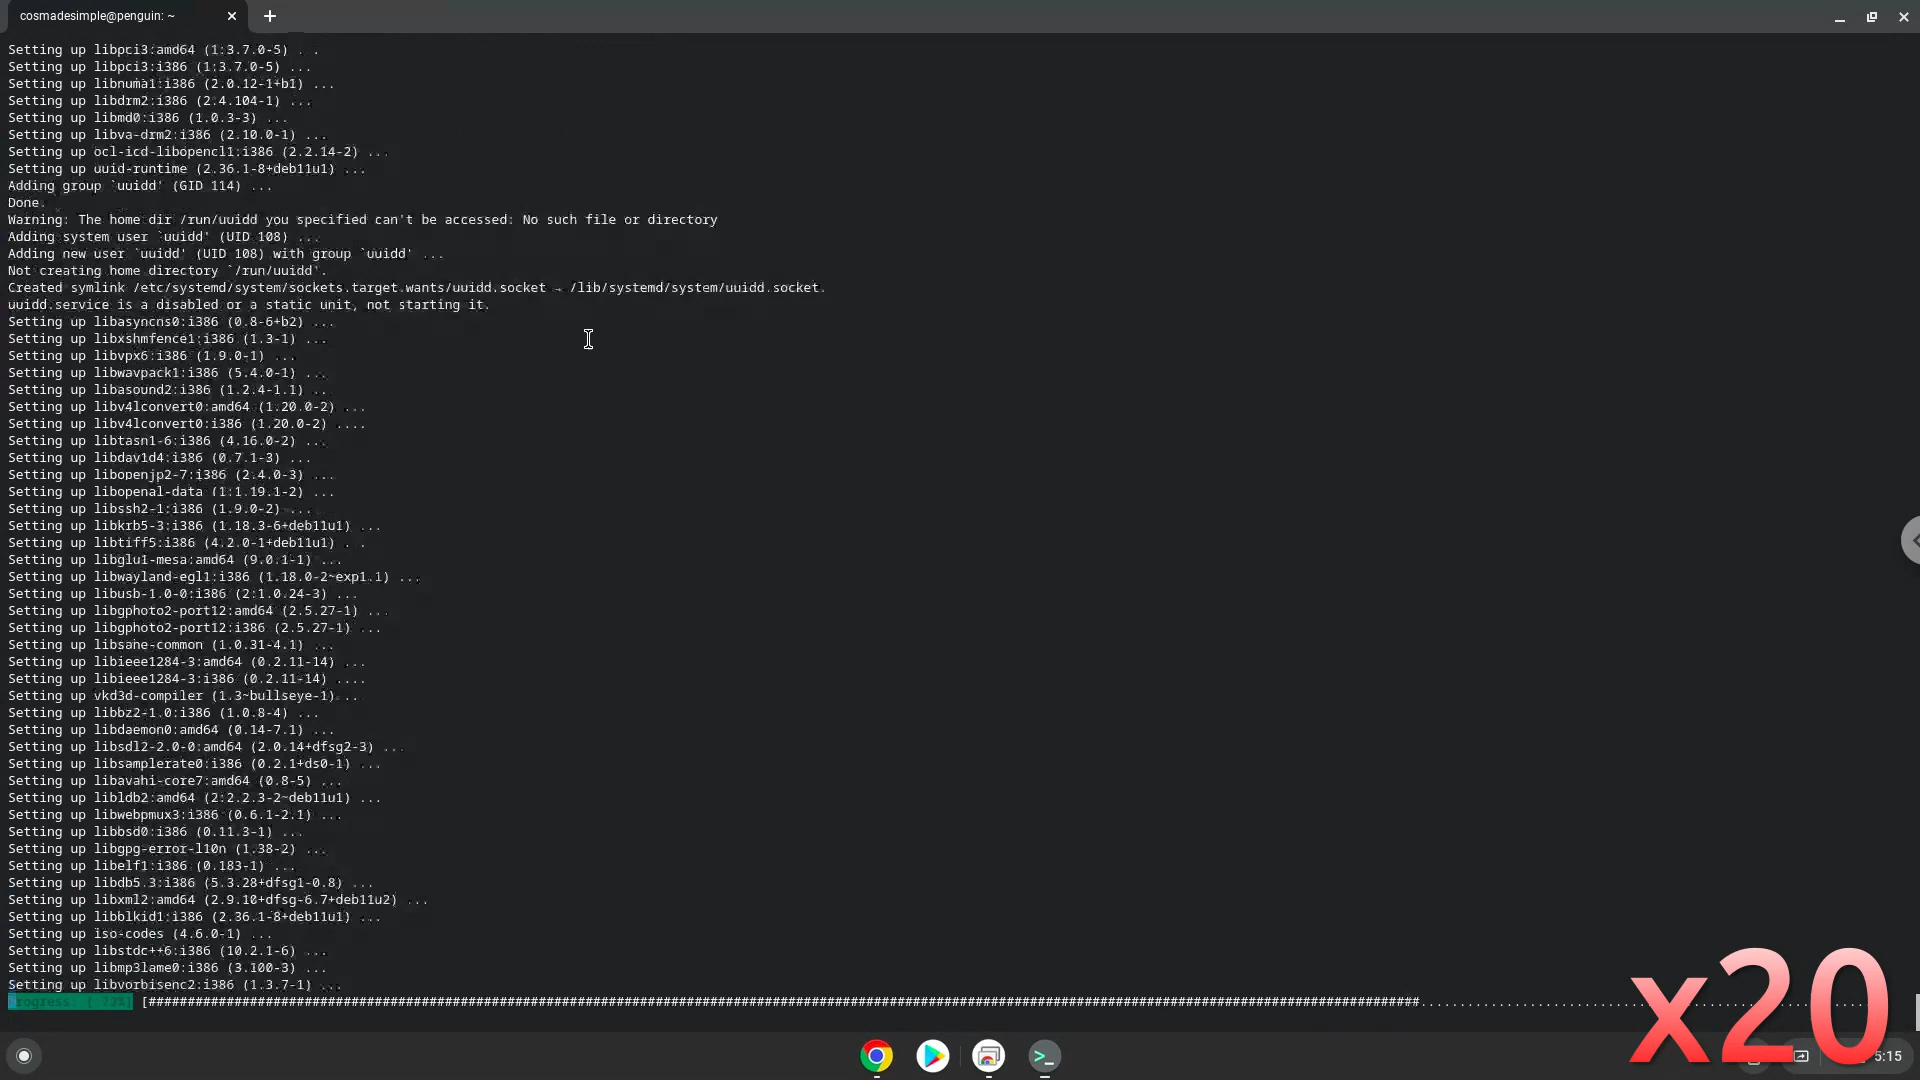 cosmadesimple@penguin: ~
Setting up libpci3:amd64 (1:3.7.0-5) . .
Setting up libpci3:i386 (1:3.7.0-5) ...
Setting up libnuma1:i386 (2.0.12-1+b1) ...
Setting up libdrm2:i386 (2.4.104-1) ...
Setting up libmd0:i386 (1.0.3-3) ...
Setting up libva-drm2:i386 (2.10.0-1) ...
Setting up ocl-icd-libopencl1:i386 (2.2.14-2) ...
Setting up uuid-runtime (2.36.1-8+deb11u1) ...
Adding group `uuidd' (GID 114) ...
Done.
Warning: The home dir /run/uuidd you specified can't be accessed: No such file or directory
Adding system user `uuidd' (UID 108) ...
Adding new user `uuidd' (UID 108) with group `uuidd' ...
Not creating home directory `/run/uuidd'.
Created symlink /etc/systemd/system/sockets.target.wants/uuidd.socket → /lib/systemd/system/uuidd.socket.
uuidd.service is a disabled or a static unit, not starting it.
Setting up libasyncns0:i386 (0.8-6+b2) ...
Setting up libxshmfence1:i386 (1.3-1) ...
Setting up libvpx6:i386 (1.9.0-1) ...
Setting up libwavpack1:i386 (5.4.0-1) ...
Setting up libasound2:i386 (1.2.4-1.1) ..
Setting up libv4lconvert0:amd64 (1.20.0-2) ...
Setting up libv4lconvert0:i386 (1.20.0-2) ....
Setting up libtasn1-6:i386 (4.16.0-2) ...
Setting up libdav1d4:i386 (0.7.1-3) ...
Setting up libopenjp2-7:i386 (2.4.0-3) ...
Setting up libopenal-data (1:1.19.1-2) ...
Setting up libssh2-1:i386 (1.9.0-2) ...
Setting up libkrb5-3:i386 (1.18.3-6+deb11u1) ...
Setting up libtiff5:i386 (4.2.0-1+deb11u1) . .
Setting up libglu1-mesa:amd64 (9.0.1-1) ...
Setting up libwayland-egl1:i386 (1.18.0-2~exp1.1) ...
Setting up libusb-1.0-0:i386 (2:1.0.24-3) ...
Setting up libgphoto2-port12:amd64 (2.5.27-1) ...
Setting up libgphoto2-port12:i386 (2.5.27-1) ...
Setting up libsane-common (1.0.31-4.1) ...
Setting up libieee1284-3:amd64 (0.2.11-14) ...
Setting up libieee1284-3:i386 (0.2.11-14) ....
Setting up vkd3d-compiler (1.3~bullseye-1)...
Setting up libbz2-1.0:i386 (1.0.8-4) ...
Setting up libdaemon0:amd64 (0.14-7.1) ...
Setting up libsdl2-2.0-0:amd64 (2.0.14+dfsg2-3) ...
Setting up libsamplerate0:i386 (0.2.1+ds0-1) ...
Setting up libavahi-core7:amd64 (0.8-5) ...
Setting up libldb2:amd64 (2:2.2.3-2~deb11u1) ...
Setting up libwebpmux3:i386 (0.6.1-2.1) ...
Setting up libbsd0:i386 (0.11.3-1) ...
Setting up libgpg-error-l10n (1.38-2) ...
Setting up libelf1:i386 (0.183-1) ...
Setting up libdb5.3:i386 (5.3.28+dfsg1-0.8) ...
Setting up libxml2:amd64 (2.9.10+dfsg-6.7+deb11u2) ...
Setting up libblkid1:i386 (2.36.1-8+deb11u1) ...
Setting up iso-codes (4.6.0-1) ...
Setting up libstdc++6:i386 (10.2.1-6) ...
Setting up libmp3lame0:i386 (3.100-3) ...
Setting up libvorbisenc2:i386 (1.3.7-1) ...
x20
5:15